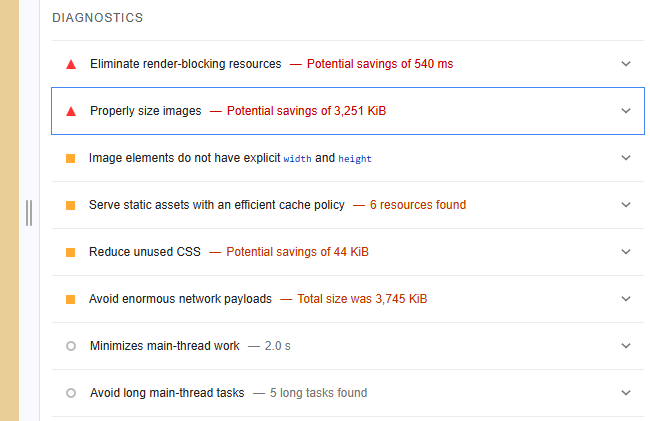 DIAGNOSTICS
Eliminate render-blocking resources — Potential savings of 540 ms
Properly size images — Potential savings of 3,251 KiB
Image elements do not have explicit width and height
Serve static assets with an efficient cache policy — 6 resources found
Reduce unused CSS — Potential savings of 44 KiB
Avoid enormous network payloads — Total size was 3,745 KiB
Minimizes main-thread work — 2.0 s
Avoid long main-thread tasks — 5 long tasks found